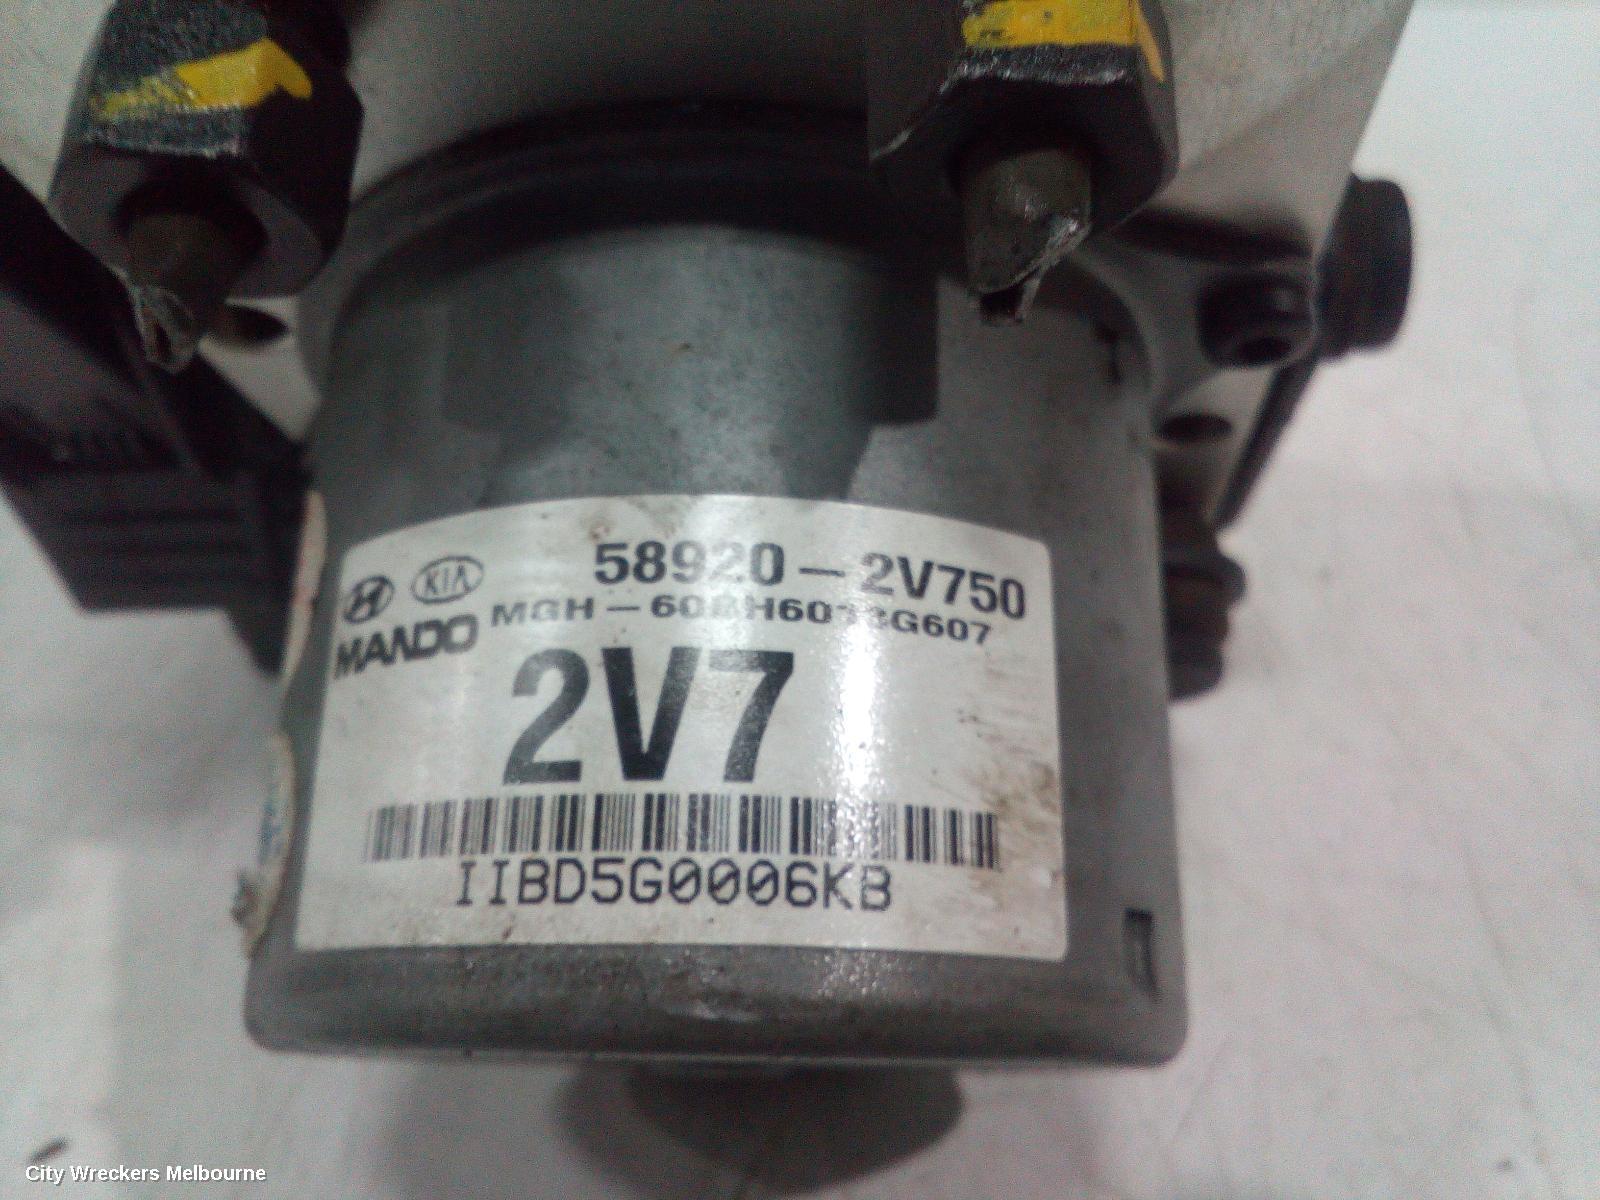 58920-2V750
KIA
MANDO
2V7
IIBD5G0006KB
City Wreckers Melbourne